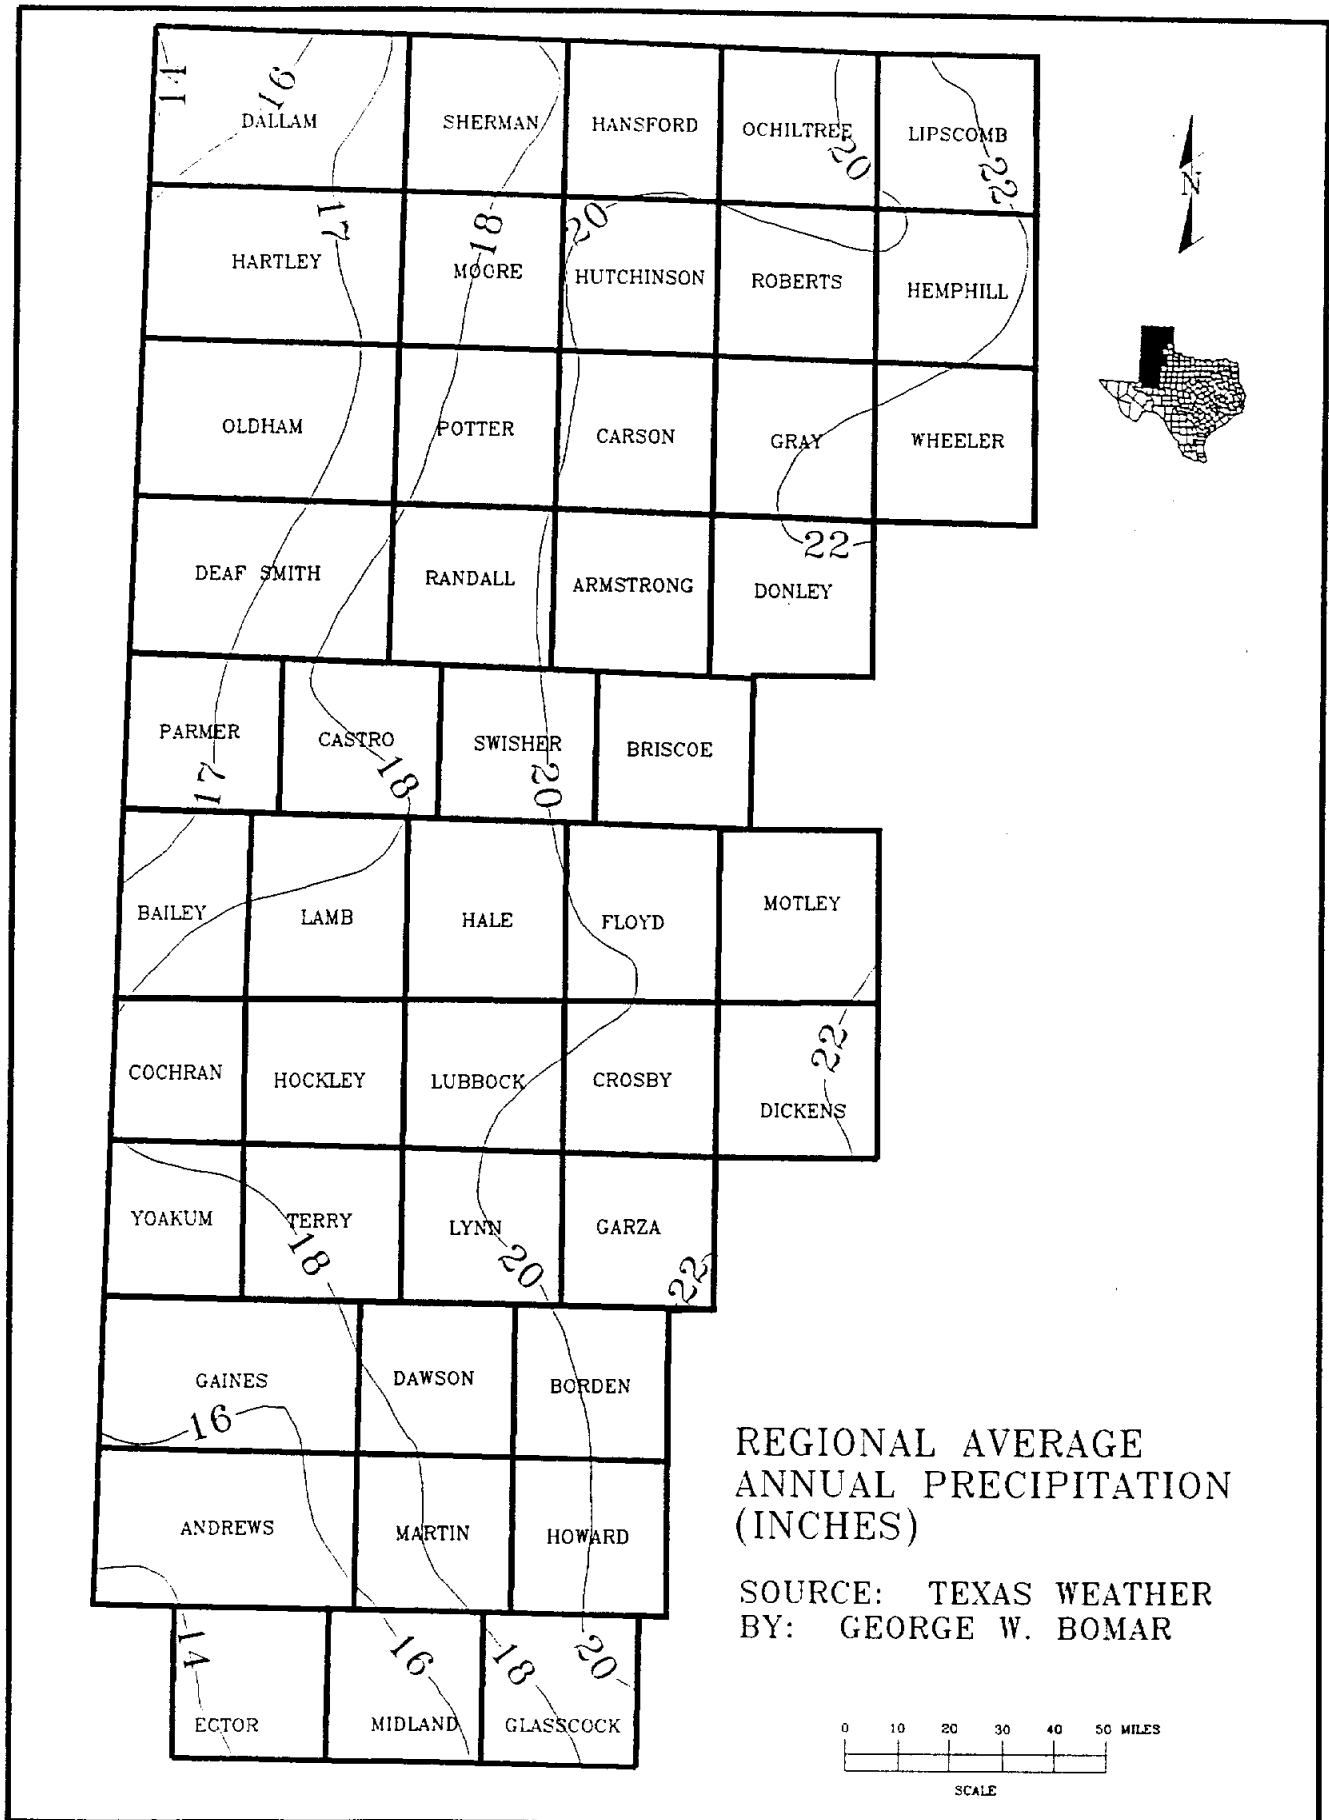 14
16
DALLAM
SHERMAN
HANSFORD
OCHILTREE
20
LIPSCOMB
22
N
HARTLEY
17
18
MOORE
20
HUTCHINSON
ROBERTS
HEMPHILL
OLDHAM
POTTER
CARSON
GRAY
WHEELER
22
DEAF SMITH
RANDALL
ARMSTRONG
DONLEY
PARMER
CASTRO
SWISHER
BRISCOE
17
18
20
BAILEY
LAMB
HALE
FLOYD
MOTLEY
COCHRAN
HOCKLEY
LUBBOCK
CROSBY
22
DICKENS
YOAKUM
TERRY
18
LYNN
20
GARZA
22
GAINES
16
DAWSON
BORDEN
ANDREWS
MARTIN
HOWARD
14
ECTOR
16
MIDLAND
18
GLASSCOCK
20
REGIONAL AVERAGE
ANNUAL PRECIPITATION
(INCHES)
SOURCE: TEXAS WEATHER
BY: GEORGE W. BOMAR
0 10 20 30 40 50 MILES
SCALE